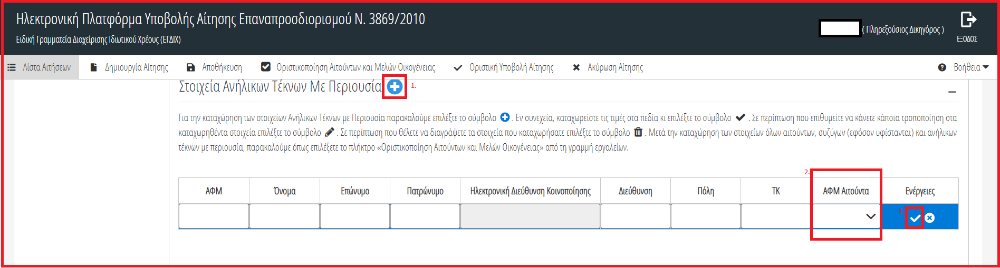 Ηλεκτρονική Πλατφόρμα Υποβολής Αίτησης Επαναπροσδιορισμού Ν. 3869/2010
Ειδική Γραμματεία Διαχείρισης Ιδιωτικού Χρέους (ΕΓΔΙΧ)
( Πληρεξούσιος Δικηγόρος )
ΕΞΟΔΟΣ
Λίστα Αιτήσεων Δημιουργία Αίτησης Αποθήκευση Οριστικοποίηση Αιτούντων και Μελών Οικογένειας Οριστική Υποβολή Αίτησης Ακύρωση Αίτησης Βοήθεια
Στοιχεία Ανήλικων Τέκνων Με Περιουσία 1.
Για την καταχώρηση των στοιχείων Ανήλικων Τέκνων με Περιουσία παρακαλούμε επιλέξτε το σύμβολο . Εν συνεχεία, καταχωρείστε τις τιμές στα πεδία κι επιλέξτε το σύμβολο . Σε περίπτωση που επιθυμείτε να κάνετε κάποια τροποποίηση στα
καταχωρηθέντα στοιχεία επιλέξτε το σύμβολο . Σε περίπτωση που θέλετε να διαγράψετε τα στοιχεία που καταχωρήσατε επιλέξτε το σύμβολο . Μετά την καταχώρηση των στοιχείων όλων αιτούντων, συζύγων (εφόσον υφίστανται) και ανήλικων
τέκνων με περιουσία, παρακαλούμε όπως επιλέξετε το πλήκτρο «Οριστικοποίηση Αιτούντων και Μελών Οικογένειας» από τη γραμμή εργαλείων.
2.
ΑΦΜ Όνομα Επώνυμο Πατρώνυμο Ηλεκτρονική Διεύθυνση Κοινοποίησης Διεύθυνση Πόλη ΤΚ ΑΦΜ Αιτούντα Ενέργειες
3.